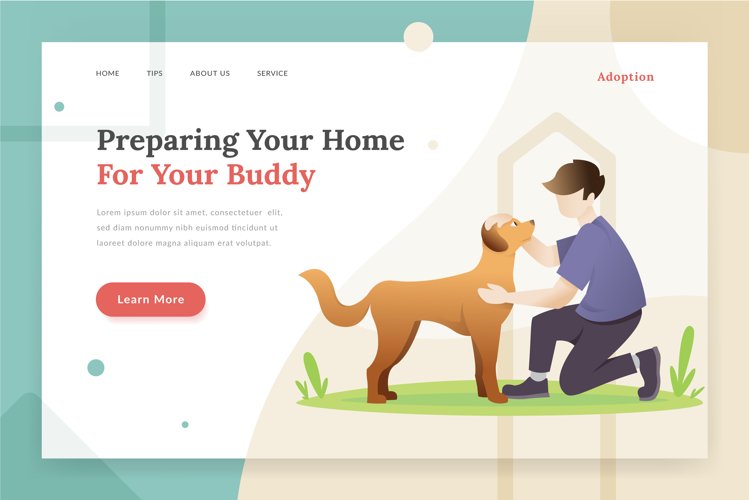 HOME TIPS ABOUT US SERVICE
Adoption
Preparing Your Home
For Your Buddy
Lorem ipsum dolor sit amet, consectetuer elit,
sed diam nonummy nibh euismod tincidunt ut
laoreet dolore magna aliquam erat volutpat.
Learn More